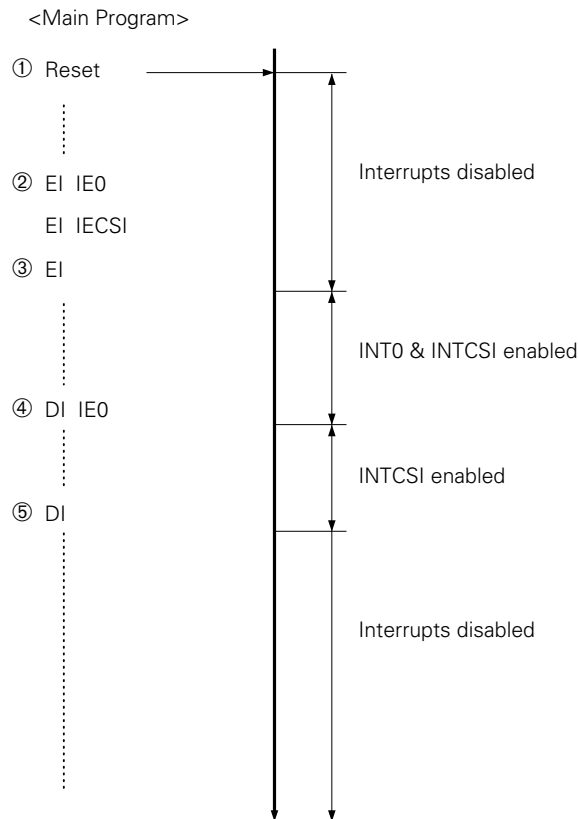 <Main Program>
① Reset
② EI IE0
Interrupts disabled
EI IECSI
③ EI
INT0 & INTCSI enabled
④ DI IE0
INTCSI enabled
⑤ DI
Interrupts disabled